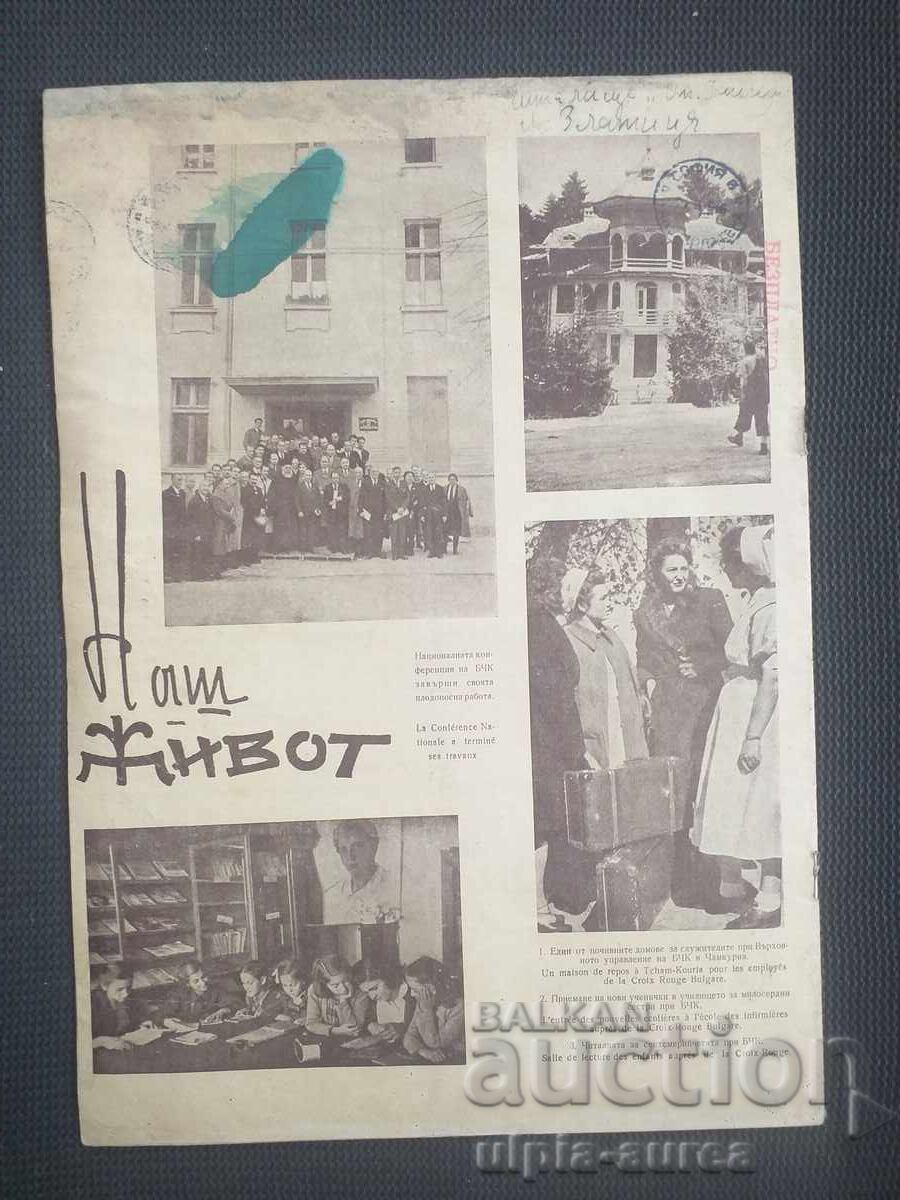 Златица
БЕЗПЛАТНО
Националната кон-
ференция на БЧК
завърши своята
плодоносна работа.
La Conférence Na-
tionale a terminé
ses travaux
Наш
ЖИВОТ
1. Един от почивните домове за служителите при Върхов-
ното управление на БЧК в Чамкурия.
Un maison de repos à Tcham-Kouria pour les employés
de la Croix Rouge Bulgare.
2. Приемане на нови ученички в училището за милосердни
сестри при БЧК.
L'entrée des nouvelles ecolières à l'école des Infirmières
auprès de la Croix-Rouge Bulgare.
3. Читалнята за септемврийчетата при БЧК.
Salle de lecture des enfants auprès de la Croix-Rouge.
BALKAN
auction
ulpia-aurea